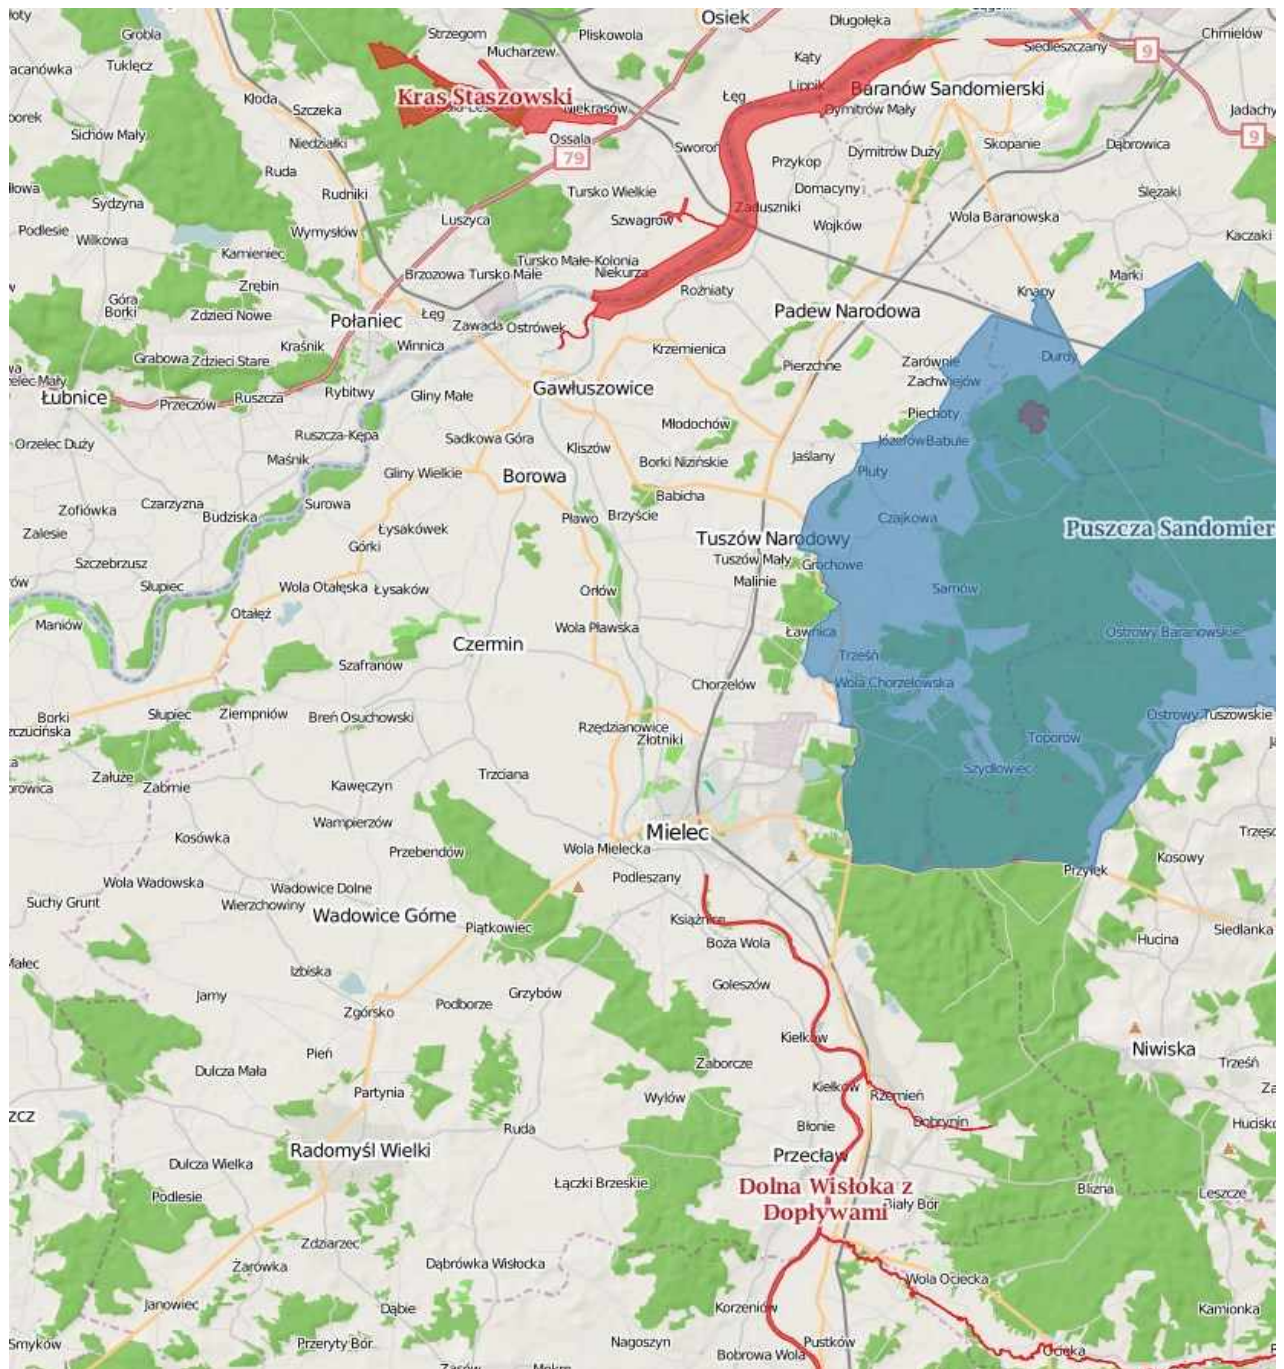 Osiek
Długołęka
Strzegom
Pliskowola
Grobla
Chmielów
Mucharzew
Siedleszczany
Tuklęcz
Kąty
9
Lippik
Baranów Sandomierski
Kłoda
Kras Staszowski
Łęg
Niekrasów
Dymitrów Mały
Jadachy
Szczeka
9
Sichów Mały
Niedziałki
Ossala
79
Sworoń
Dymitrów Duży
Skopanie
Dąbrowica
Ruda
Przykop
Domacyny
Ślęzaki
Rudniki
Tursko Wielkie
Sydzyna
Zaduszniki
Luszyca
Szwagrów
Wojków
Wola Baranowska
Podlesie
Wilkowa
Wymysłów
Kaczaki
Kamieniec
Tursko Małe-Kolonia
Brzozowa
Tursko Małe
Niekurza
Marki
Zrębin
Rożniaty
Knapy
Góra
Borki
Zdzieci Nowe
Połaniec
Łęg
Zawada
Ostrówek
Padew Narodowa
Kraśnik
Winnica
Krzemienica
Grabowa
Zdzieci Stare
Pierzchne
Zarównie
Durdy
Zachwiejów
Łubnice
Przeczów
Ruszcza
Rybitwy
Gliny Małe
Gawłuszowice
Piechoty
Młodochów
Orzelec Duży
Ruszcza-Kępa
Sadkowa Góra
Kliszów
Józefów
Babule
Maśnik
Gliny Wielkie
Borowa
Borki Nizińskie
Jaślany
Pluty
Babicha
Zofiówka
Czarzyzna
Budziska
Surowa
Pławo
Brzyście
Czajkowa
Zalesie
Łysakówek
Tuszów Narodowy
Puszcza Sandomier
Górki
Tuszów Mały
Grochowe
Szczebrzusz
Słupiec
Wola Otałęska
Łysaków
Malinie
Orłów
Sarnów
Maniów
Otałęż
Wola Pławska
Ławnica
Ostrowy Baranowskie
Czermin
Szafranów
Trześń
Chorzelów
Wola Chorzelowska
Borki
Słupiec
Ziempniów
Breń Osuchowski
Ostrowy Tuszowskie
Rzędzianowice
Złotniki
Toporów
Załuże
Zabrnie
Kawęczyn
Trzciana
Szydłowiec
Wampierzów
Kosówka
Mielec
Przebendów
Wola Mielecka
Kosowy
Przyłęk
Wola Wadowska
Wadowice Dolne
Podleszany
Suchy Grunt
Wierzchowiny
Wadowice Górne
Piątkowiec
Książnice
Siedlanka
Boża Wola
Hucina
Izbiska
Jamy
Podborze
Grzybów
Goleszów
Zgórsko
Kiełków
Niwiska
Pień
Zaborcze
Trześń
Dulcza Mała
Partynia
Kiełków
Wylów
Rzemień
Błonie
Dobrynin
Ruda
Radomyśl Wielki
Przecław
Dulcza Wielka
Łączki Brzeskie
Dolna Wisłoka z
Dopływami
Biały Bór
Blizna
Leszcze
Podlesie
Zdziarzec
Żarówka
Dąbrówka Wisłocka
Wola Ociecka
Janowiec
Dąbie
Korzeniów
Kamionka
Smyków
Przeryty Bór
Nagoszyn
Pustków
Ocieka
Bobrowa Wola